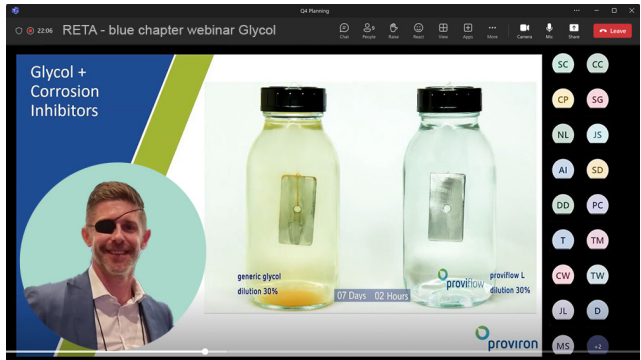 Q4 Planning
22:06
RETA - blue chapter webinar Glycol
Chat
People
Raise
React
View
Apps
More
Camera
Mic
Share
Leave
Glycol +
Corrosion
Inhibitors
generic glycol
dilution 30%
07 Days 02 Hours
proviflow
proviflow L
dilution 30%
proviron
SC CC
CP SG
NL JS
AI SD
DD PC
T TM
CW TW
JL D
MS +2